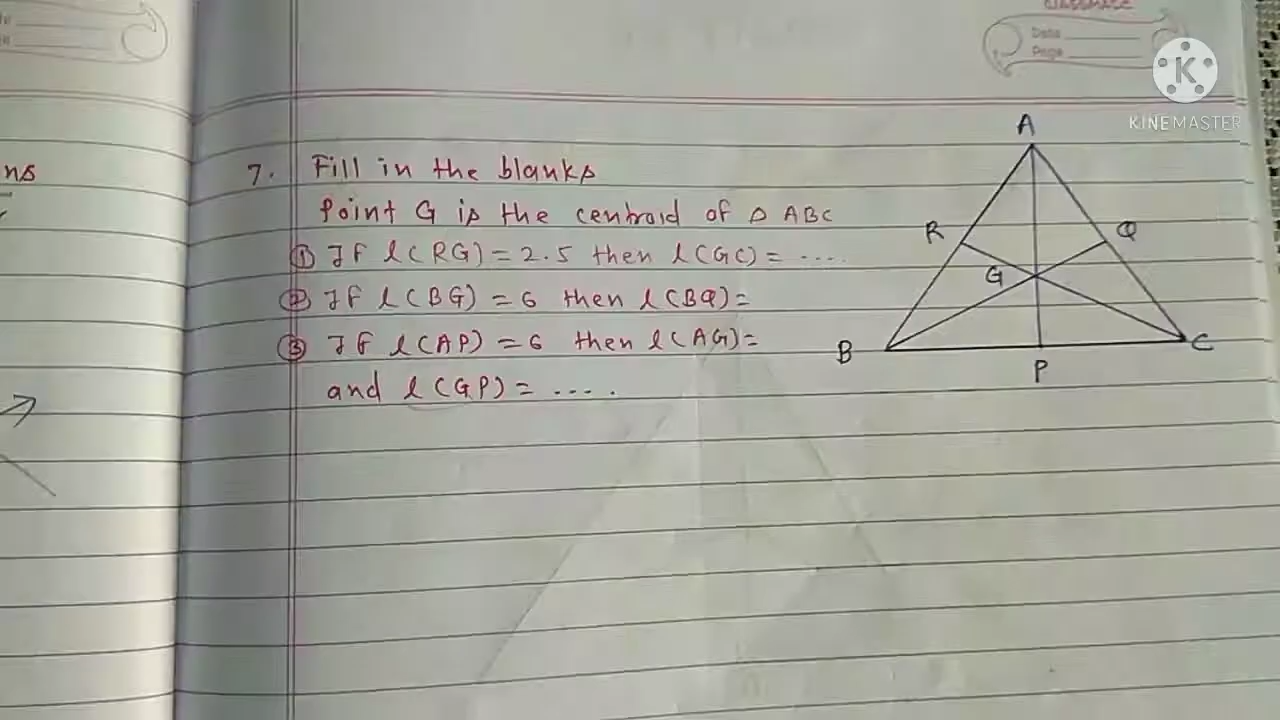 CLASSMATE
Date
Page
KINEMASTER
ns
7. Fill in the blanks
Point G is the centroid of △ ABC
① If l(RG) = 2.5 then l(GC) = ....
② If l(BG) = 6 then l(BQ)=
③ If l(AP) = 6 then l(AG)=
and l(GP) = ....
A
R
Q
G
B
C
P